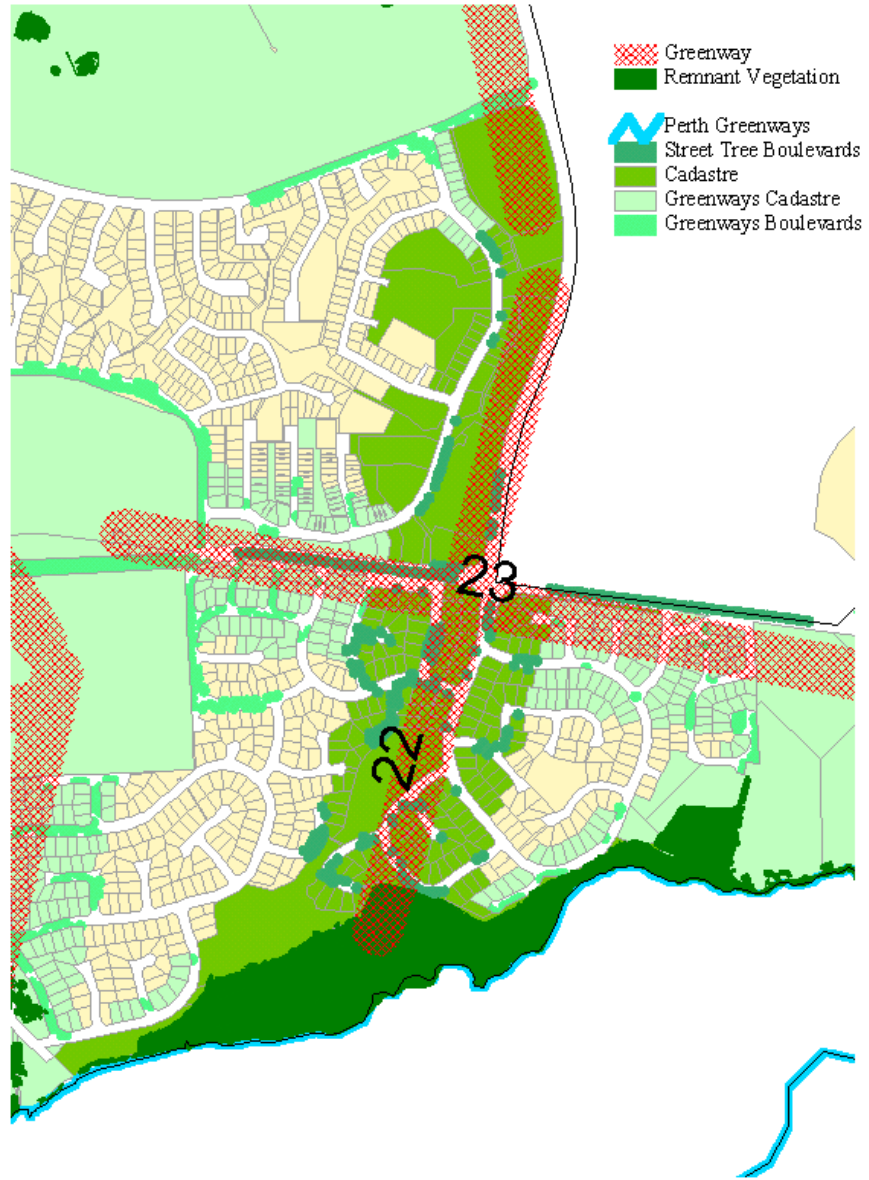 Greenway
Remnant Vegetation
Perth Greenways
Street Tree Boulevards
Cadastre
Greenways Cadastre
Greenways Boulevards
23
22